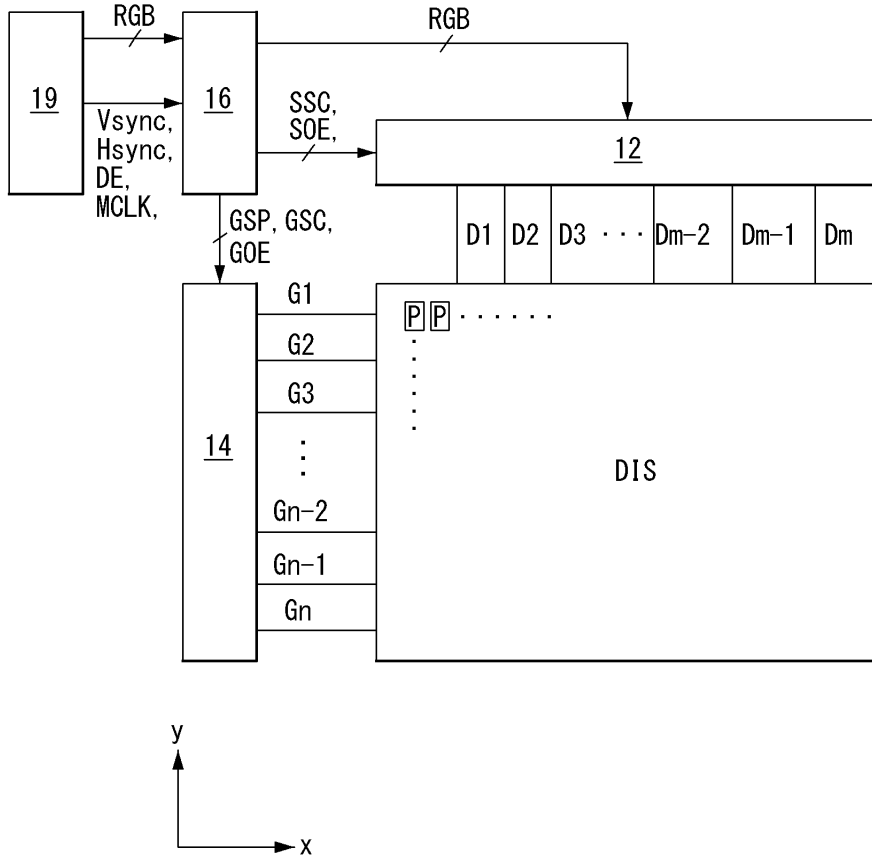 RGB
RGB
19
16
Vsync,
Hsync,
DE,
MCLK,
SSC,
SOE,
12
GSP, GSC,
GOE
D1 D2 D3 ··· Dm-2 Dm-1 Dm
G1
P P ······
G2
G3
14
DIS
Gn-2
Gn-1
Gn
y
x